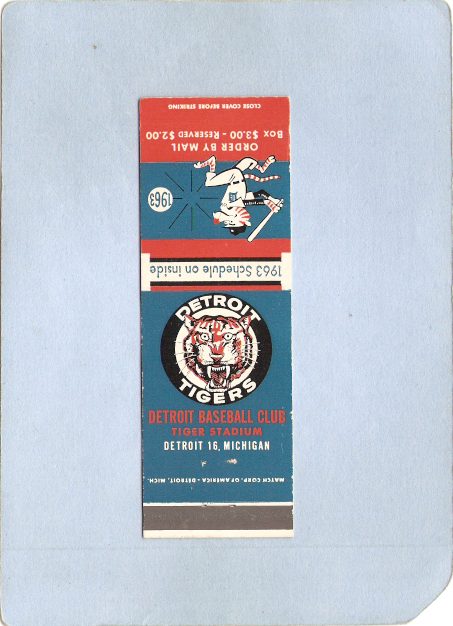 CLOSE COVER BEFORE STRIKING
BOX $3.00 - RESERVED $2.00
ORDER BY MAIL
1963
1963 Schedule on inside
DETROIT
TIGERS
DETROIT BASEBALL CLUB
TIGER STADIUM
DETROIT 16, MICHIGAN
MATCH CORP. OF AMERICA - DETROIT, MICH.